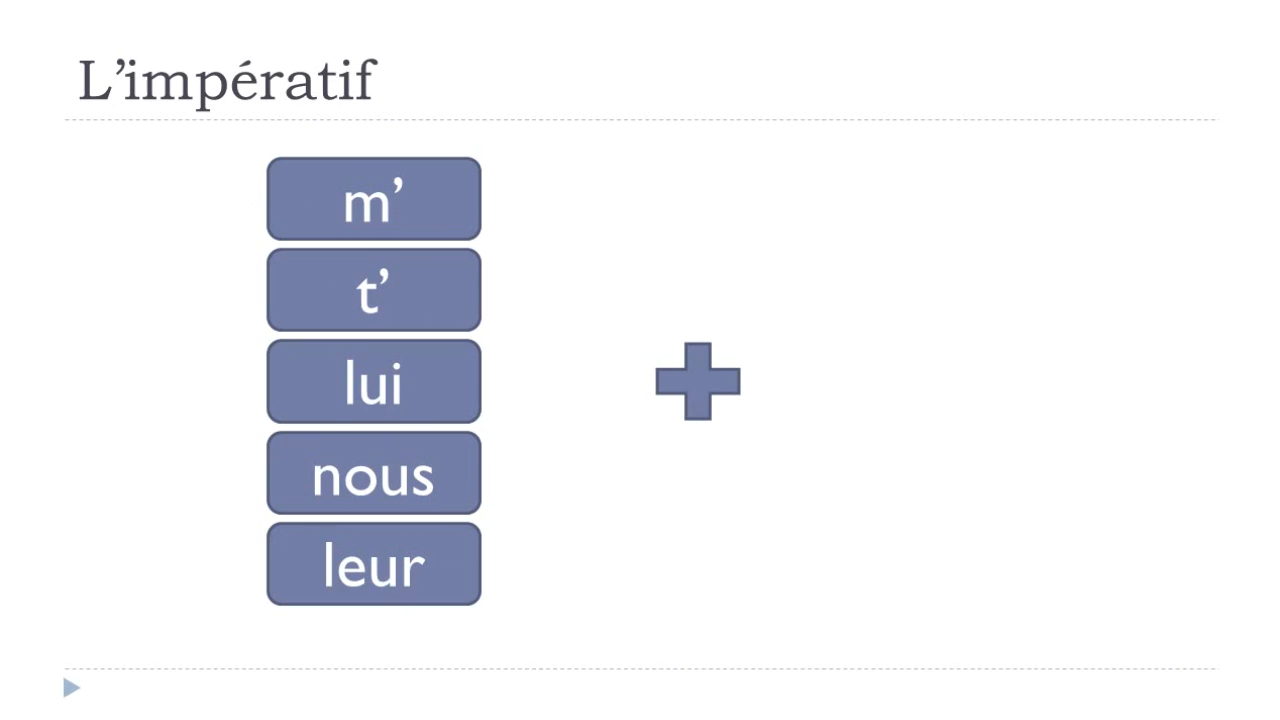 L’impératif
m’
t’
lui
nous
leur